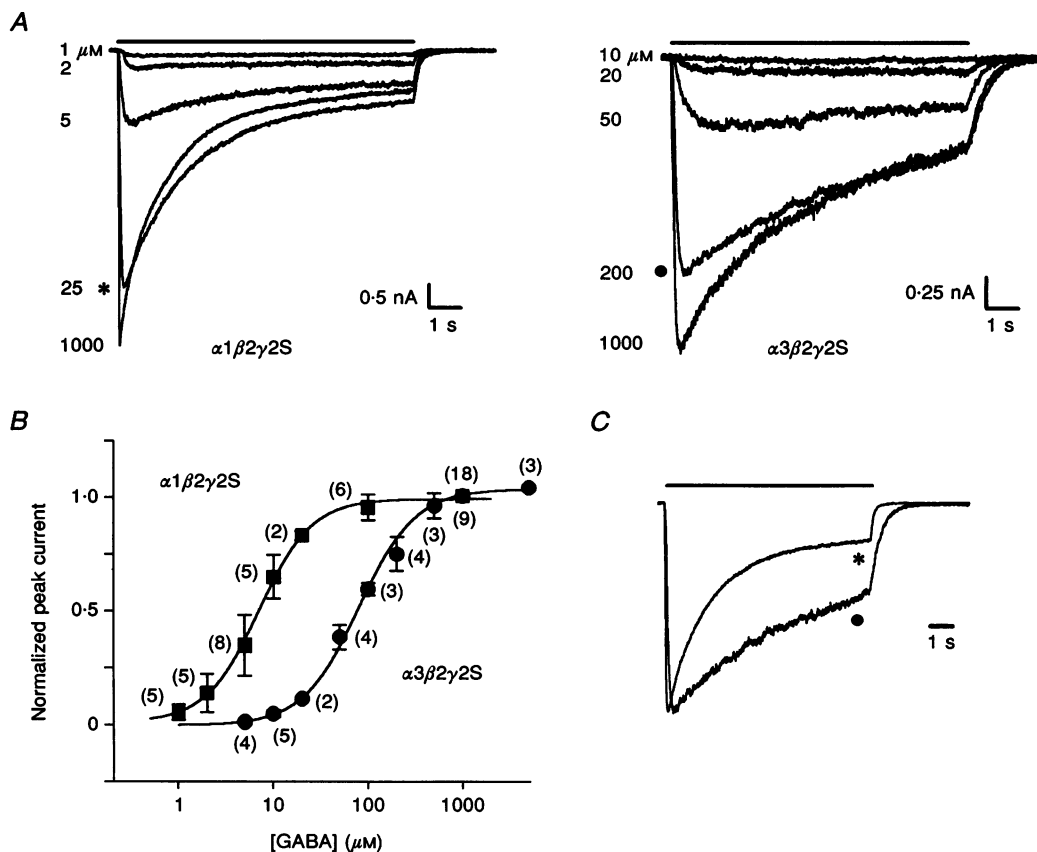 A
1 μM
2
5
25 *
1000
0·5 nA
1 s
α1β2γ2S
10 μM
20
50
200 ●
1000
0·25 nA
1 s
α3β2γ2S
B
Normalized peak current
1·0
0·5
0
α1β2γ2S
(5)
(5)
(8)
(5)
(2)
(6)
(18)
(3)
(9)
(3)
(4)
(3)
(4)
(2)
(5)
(4)
α3β2γ2S
1
10
100
1000
[GABA] (μM)
C
*
●
1 s